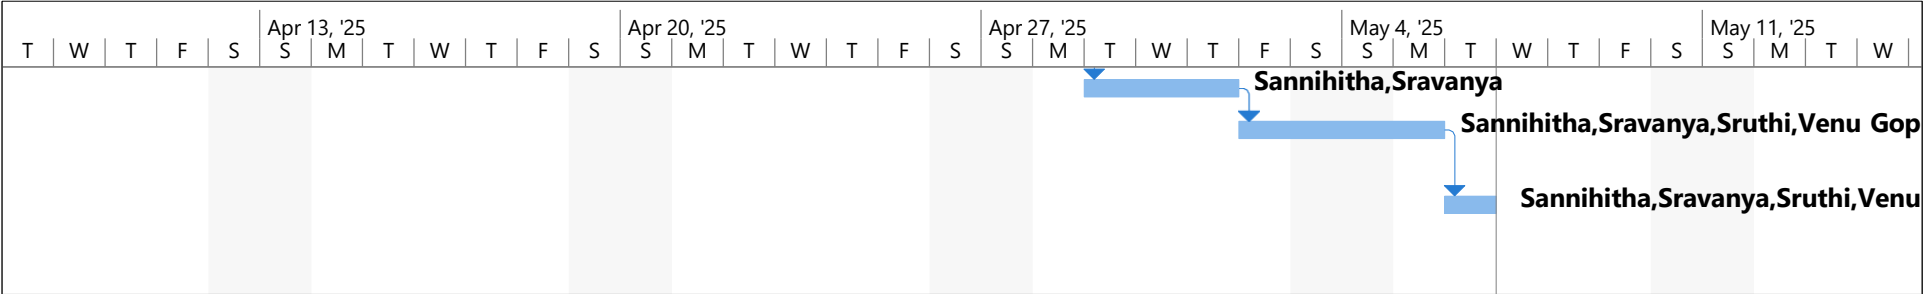 Apr 13, '25 Apr 20, '25 Apr 27, '25 May 4, '25 May 11, '25
T W T F S S M T W T F S S M T W T F S S M T W T F S S M T W T F S S M T W
Sannihitha,Sravanya
Sannihitha,Sravanya,Sruthi,Venu Gop
Sannihitha,Sravanya,Sruthi,Venu